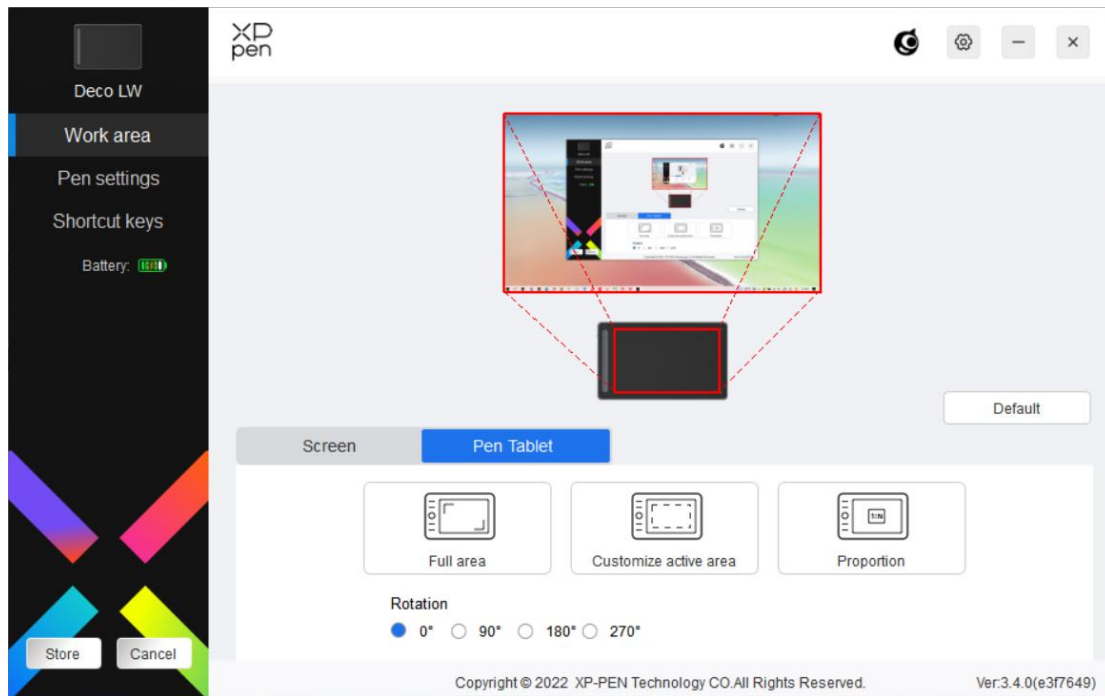 XP
pen
Deco LW
Work area
Pen settings
Shortcut keys
Battery:
Default
Screen
Pen Tablet
Full area
Customize active area
1:N
Proportion
Rotation
0° 90° 180° 270°
Store
Cancel
Copyright © 2022 XP-PEN Technology CO.All Rights Reserved.
Ver:3.4.0(e3f7649)